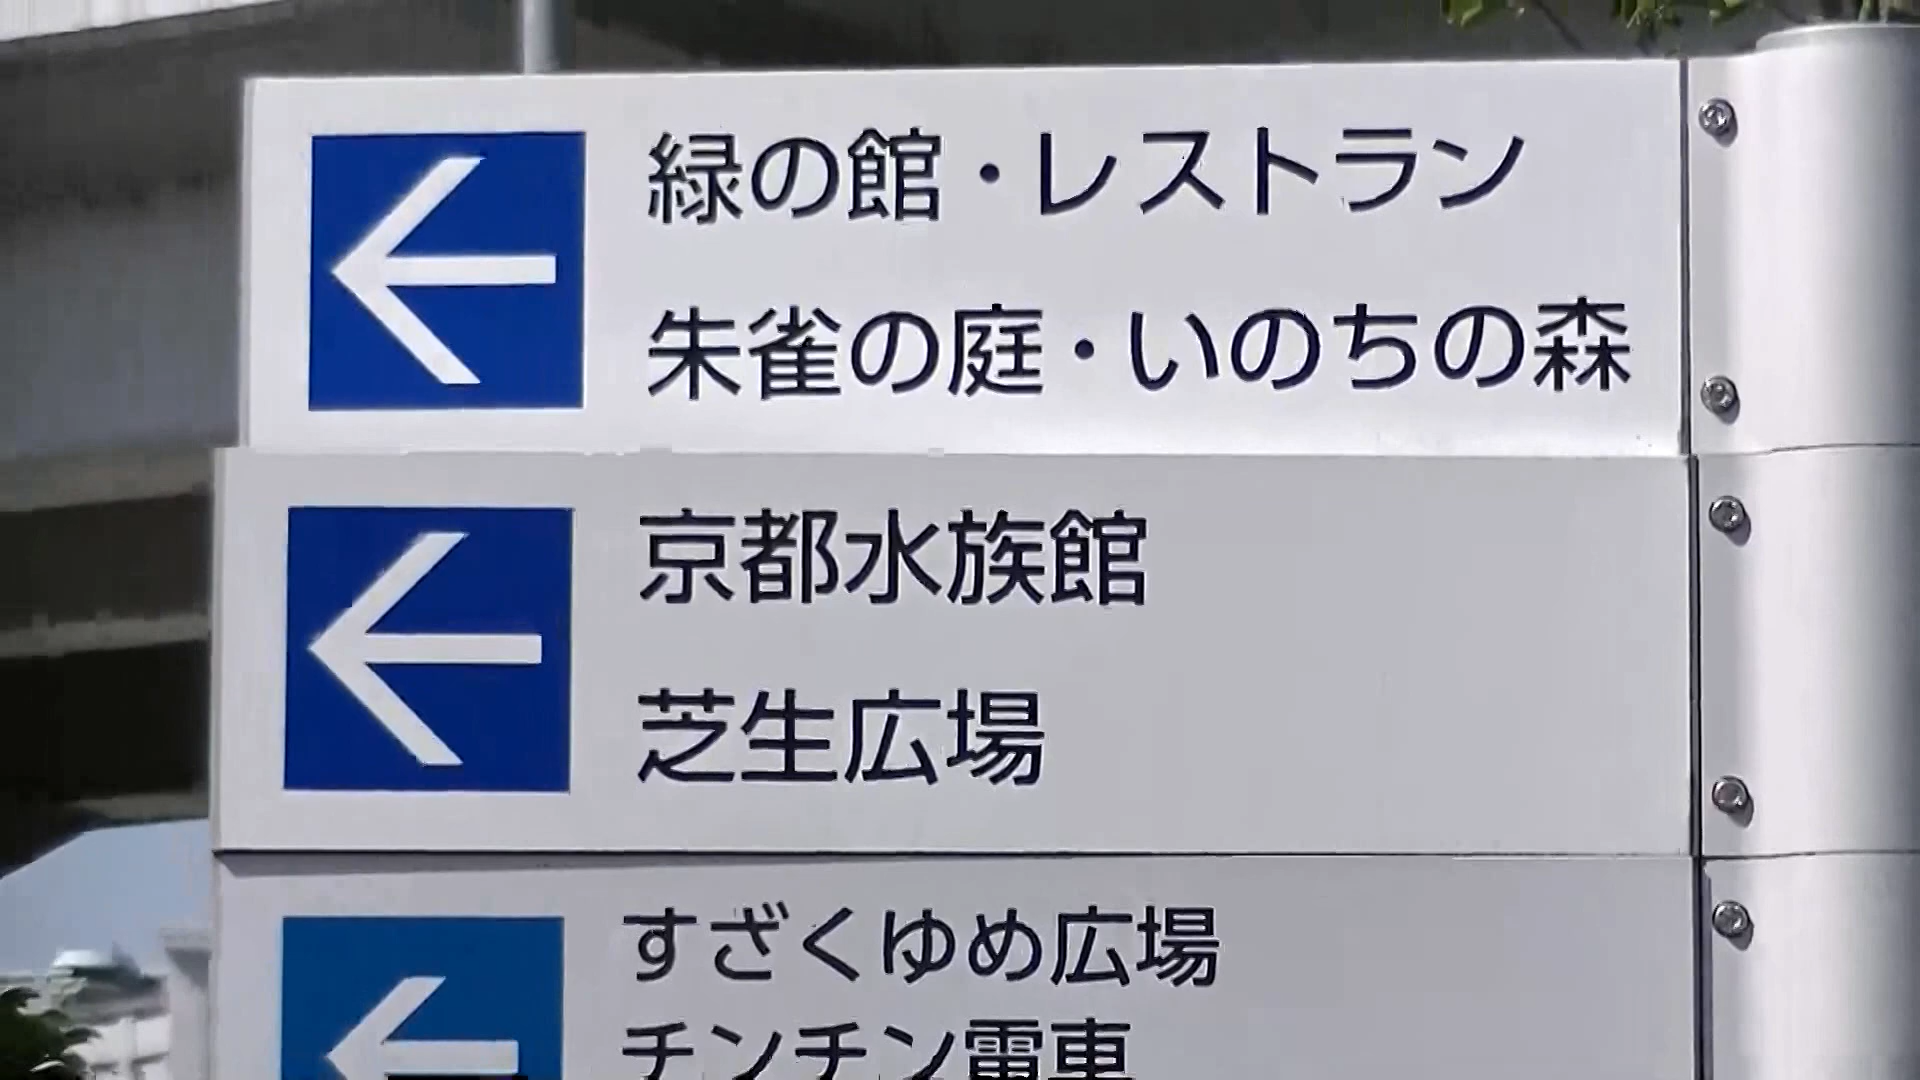 緑の館・レストラン
朱雀の庭・いのちの森
京都水族館
芝生広場
すざくゆめ広場
チンチン電車